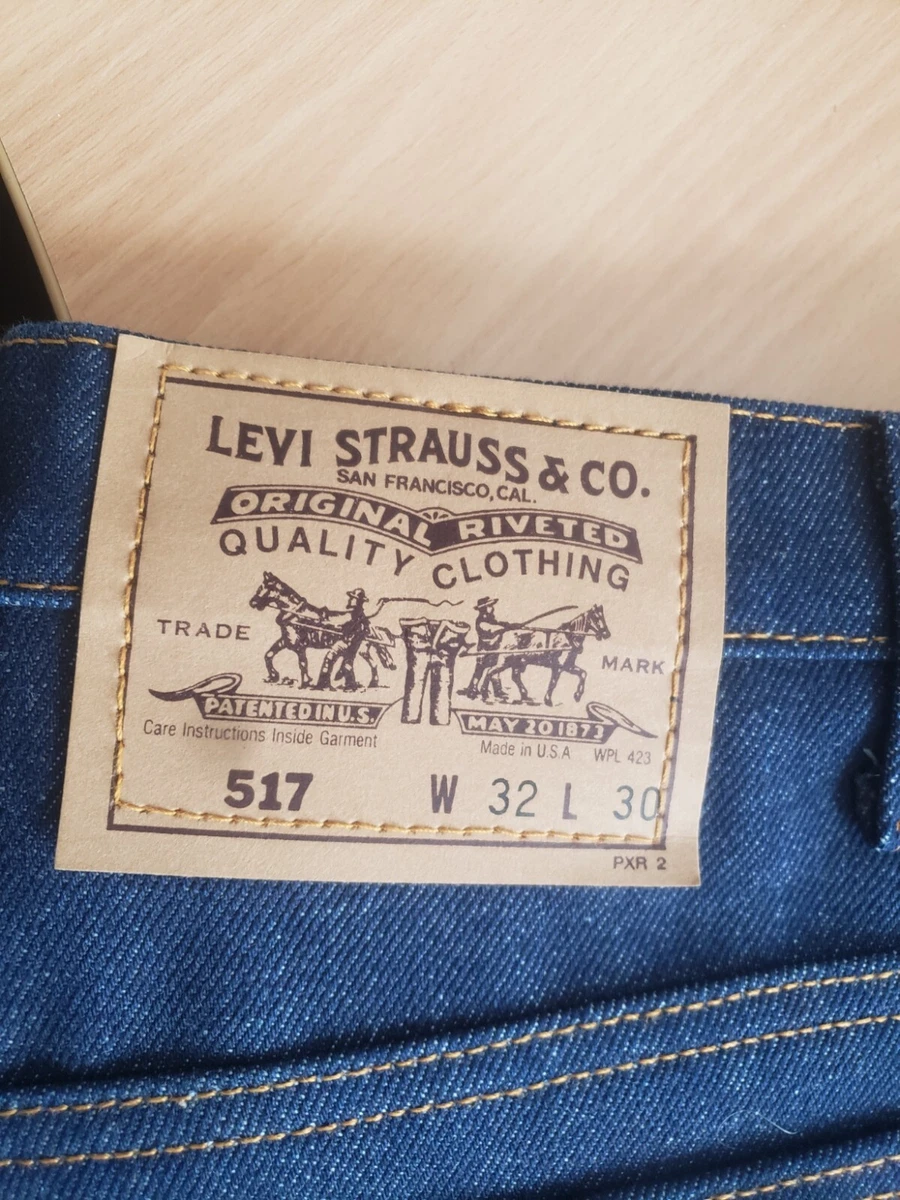 LEVI STRAUSS & CO.
SAN FRANCISCO, CAL.
ORIGINAL RIVETED
QUALITY CLOTHING
TRADE MARK
PATENTED IN U.S. MAY 20 1873
Care Instructions Inside Garment Made in U.S.A WPL 423
517 W 32 L 30
PXR 2